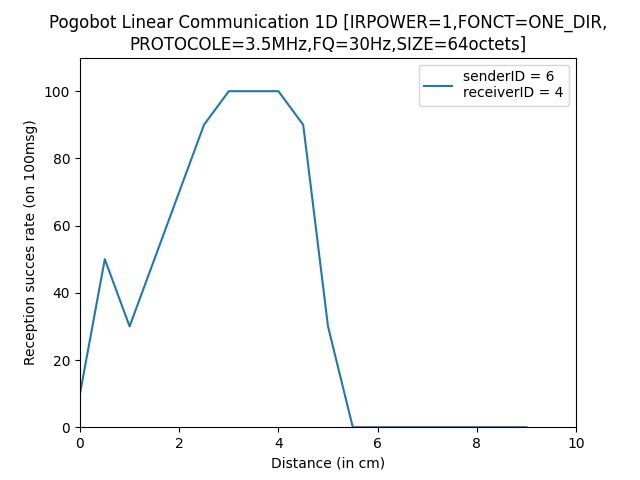 Pogobot Linear Communication 1D [IRPOWER=1,FONCT=ONE_DIR,
PROTOCOLE=3.5MHz,FQ=30Hz,SIZE=64octets]
senderID = 6
receiverID = 4
Reception succes rate (on 100msg)
100
80
60
40
20
0
0 2 4 6 8 10
Distance (in cm)